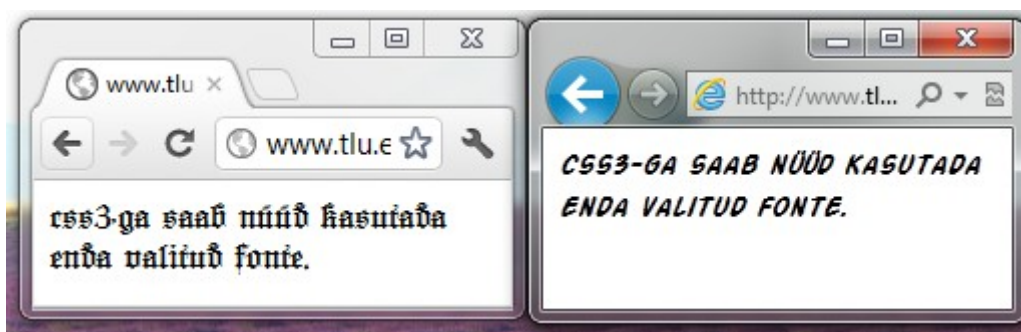 www.tlu
www.tlu.e
css3-ga saab nüüd kasutada
enda valitud fonte.
http://www.tl...
CSS3-GA SAAB NÜÜD KASUTADA
ENDA VALITUD FONTE.